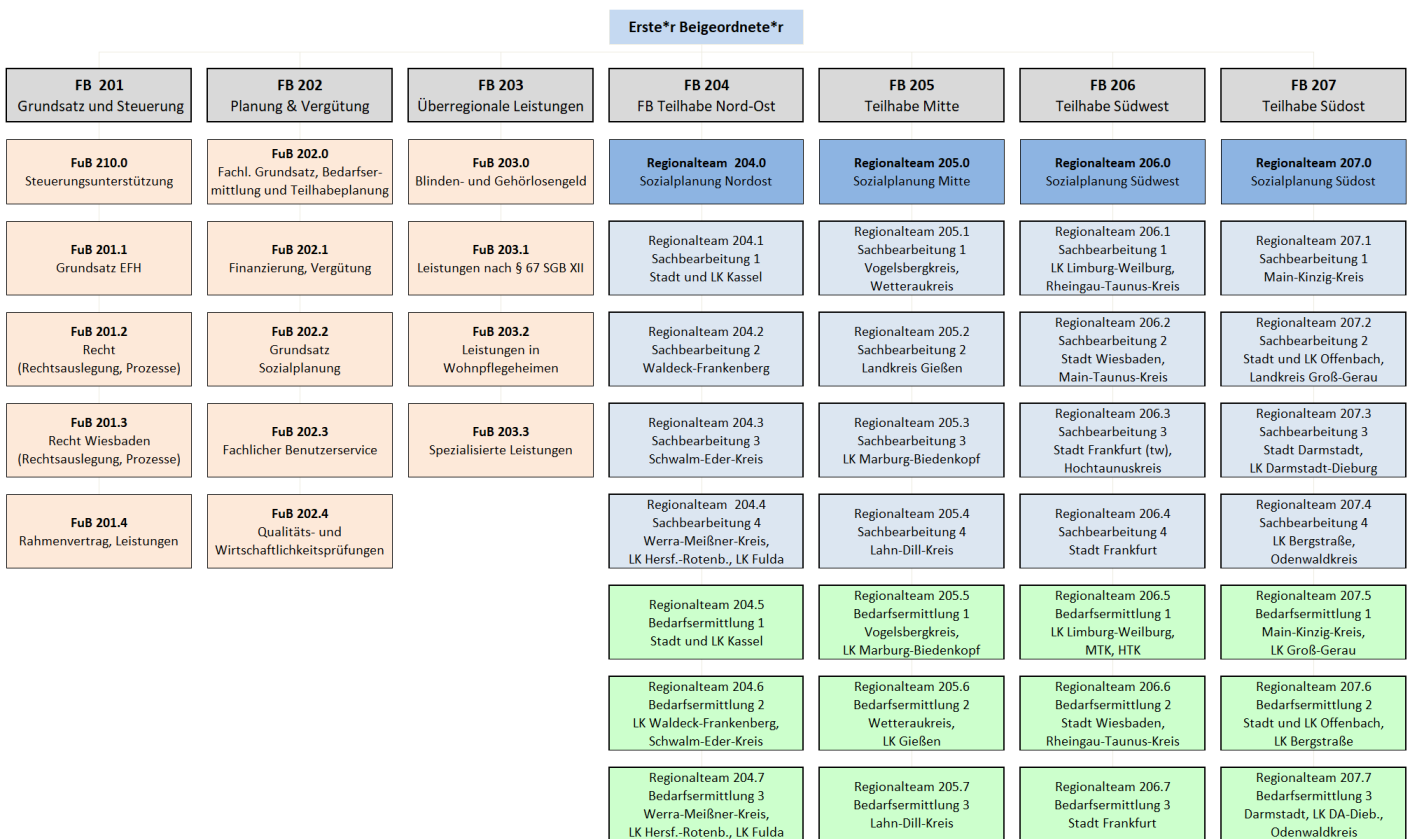 Erste*r Beigeordnete*r
FB 201
Grundsatz und Steuerung
FuB 210.0
Steuerungsunterstützung
FuB 201.1
Grundsatz EFH
FuB 201.2
Recht
(Rechtsauslegung, Prozesse)
FuB 201.3
Recht Wiesbaden
(Rechtsauslegung, Prozesse)
FuB 201.4
Rahmenvertrag, Leistungen
FB 202
Planung & Vergütung
FuB 202.0
Fachl. Grundsatz, Bedarfser-
mittlung und Teilhabeplanung
FuB 202.1
Finanzierung, Vergütung
FuB 202.2
Grundsatz
Sozialplanung
FuB 202.3
Fachlicher Benutzerservice
FuB 202.4
Qualitäts- und
Wirtschaftlichkeitsprüfungen
FB 203
Überregionale Leistungen
FuB 203.0
Blinden- und Gehörlosengeld
FuB 203.1
Leistungen nach § 67 SGB XII
FuB 203.2
Leistungen in
Wohnpflegeheimen
FuB 203.3
Spezialisierte Leistungen
FB 204
FB Teilhabe Nord-Ost
Regionalteam 204.0
Sozialplanung Nordost
Regionalteam 204.1
Sachbearbeitung 1
Stadt und LK Kassel
Regionalteam 204.2
Sachbearbeitung 2
Waldeck-Frankenberg
Regionalteam 204.3
Sachbearbeitung 3
Schwalm-Eder-Kreis
Regionalteam 204.4
Sachbearbeitung 4
Werra-Meißner-Kreis,
LK Hersf.-Rotenb., LK Fulda
Regionalteam 204.5
Bedarfsermittlung 1
Stadt und LK Kassel
Regionalteam 204.6
Bedarfsermittlung 2
LK Waldeck-Frankenberg,
Schwalm-Eder-Kreis
Regionalteam 204.7
Bedarfsermittlung 3
Werra-Meißner-Kreis,
LK Hersf.-Rotenb., LK Fulda
FB 205
Teilhabe Mitte
Regionalteam 205.0
Sozialplanung Mitte
Regionalteam 205.1
Sachbearbeitung 1
Vogelsbergkreis,
Wetteraukreis
Regionalteam 205.2
Sachbearbeitung 2
Landkreis Gießen
Regionalteam 205.3
Sachbearbeitung 3
LK Marburg-Biedenkopf
Regionalteam 205.4
Sachbearbeitung 4
Lahn-Dill-Kreis
Regionalteam 205.5
Bedarfsermittlung 1
Vogelsbergkreis,
LK Marburg-Biedenkopf
Regionalteam 205.6
Bedarfsermittlung 2
Wetteraukreis,
LK Gießen
Regionalteam 205.7
Bedarfsermittlung 3
Lahn-Dill-Kreis
FB 206
Teilhabe Südwest
Regionalteam 206.0
Sozialplanung Südwest
Regionalteam 206.1
Sachbearbeitung 1
LK Limburg-Weilburg,
Rheingau-Taunus-Kreis
Regionalteam 206.2
Sachbearbeitung 2
Stadt Wiesbaden,
Main-Taunus-Kreis
Regionalteam 206.3
Sachbearbeitung 3
Stadt Frankfurt (tw),
Hochtaunuskreis
Regionalteam 206.4
Sachbearbeitung 4
Stadt Frankfurt
Regionalteam 206.5
Bedarfsermittlung 1
LK Limburg-Weilburg,
MTK, HTK
Regionalteam 206.6
Bedarfsermittlung 2
Stadt Wiesbaden,
Rheingau-Taunus-Kreis
Regionalteam 206.7
Bedarfsermittlung 3
Stadt Frankfurt
FB 207
Teilhabe Südost
Regionalteam 207.0
Sozialplanung Südost
Regionalteam 207.1
Sachbearbeitung 1
Main-Kinzig-Kreis
Regionalteam 207.2
Sachbearbeitung 2
Stadt und LK Offenbach,
Landkreis Groß-Gerau
Regionalteam 207.3
Sachbearbeitung 3
Stadt Darmstadt,
LK Darmstadt-Dieburg
Regionalteam 207.4
Sachbearbeitung 4
LK Bergstraße,
Odenwaldkreis
Regionalteam 207.5
Bedarfsermittlung 1
Main-Kinzig-Kreis,
LK Groß-Gerau
Regionalteam 207.6
Bedarfsermittlung 2
Stadt und LK Offenbach,
LK Bergstraße
Regionalteam 207.7
Bedarfsermittlung 3
Darmstadt, LK DA-Dieb.,
Odenwaldkreis